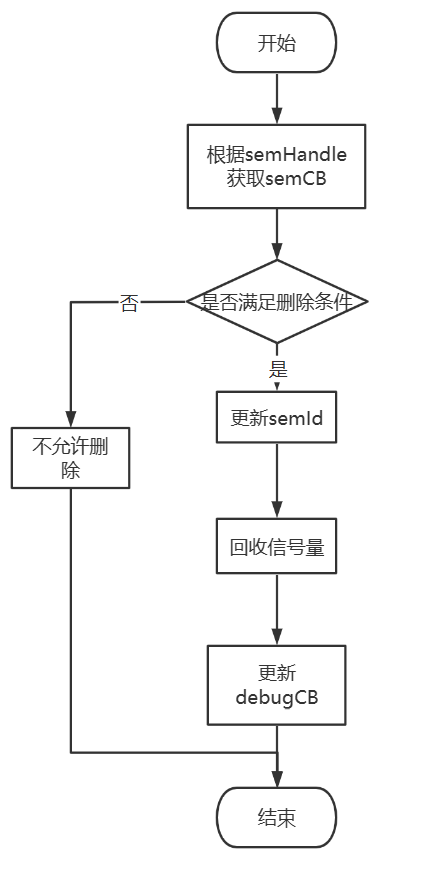 开始
根据semHandle
获取semCB
是否满足删除条件
否
是
更新semId
不允许删
除
回收信号量
更新
debugCB
结束